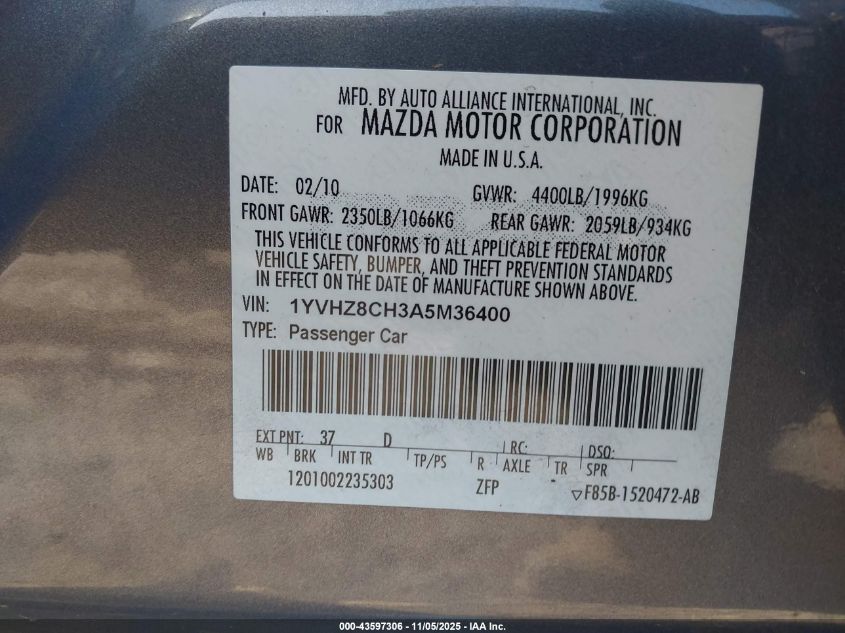 MFD. BY AUTO ALLIANCE INTERNATIONAL, INC.
FOR MAZDA MOTOR CORPORATION
MADE IN U.S.A.
DATE: 02/10 GVWR: 4400LB/1996KG
FRONT GAWR: 2350LB/1066KG REAR GAWR: 2059LB/934KG
THIS VEHICLE CONFORMS TO ALL APPLICABLE FEDERAL MOTOR
VEHICLE SAFETY, BUMPER, AND THEFT PREVENTION STANDARDS
IN EFFECT ON THE DATE OF MANUFACTURE SHOWN ABOVE.
VIN: 1YVHZ8CH3A5M36400
TYPE: Passenger Car
EXT PNT: 37 D RC: DSO:
WB BRK INT TR TP/PS R AXLE TR SPR
1201002235303 ZFP F85B-1520472-AB
000-43597306 - 11/05/2025 - IAA Inc.